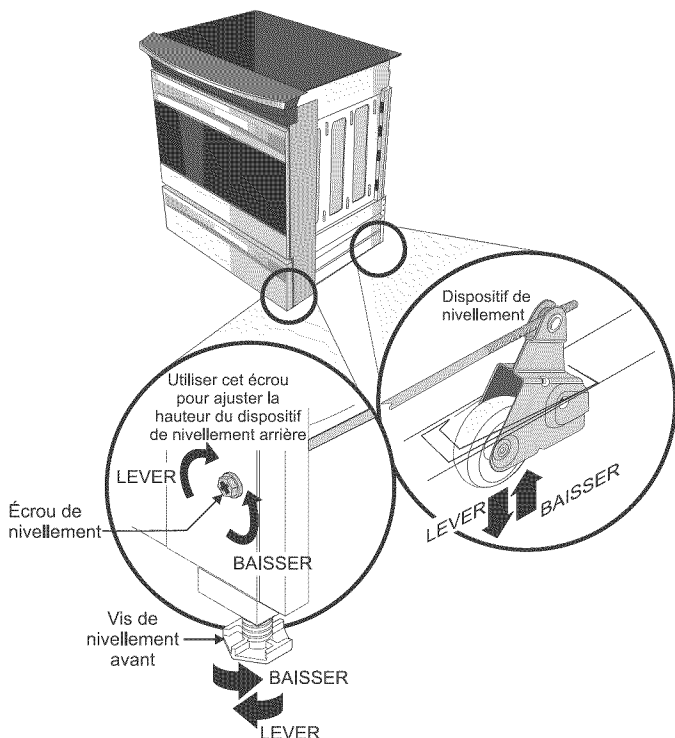 Dispositif de
nivellement
LEVER
BAISSER
Utiliser cet écrou
pour ajuster la
hauteur du dispositif
de nivellement arrière
LEVER
Écrou de
nivellement
BAISSER
Vis de
nivellement
avant
BAISSER
LEVER